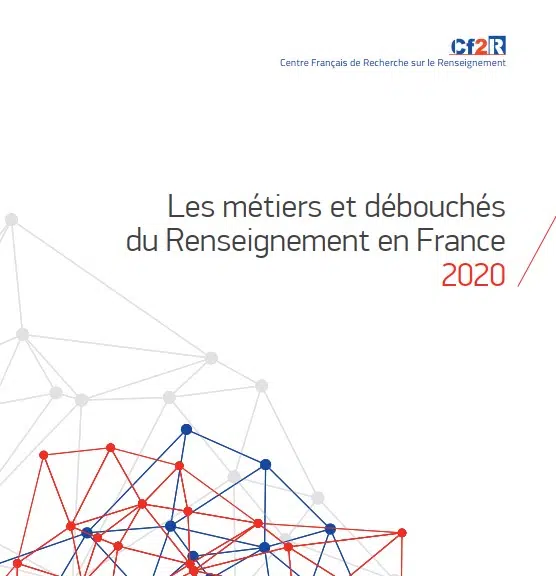 Cf2R
Centre Français de Recherche sur le Renseignement
Les métiers et débouchés
du Renseignement en France
2020